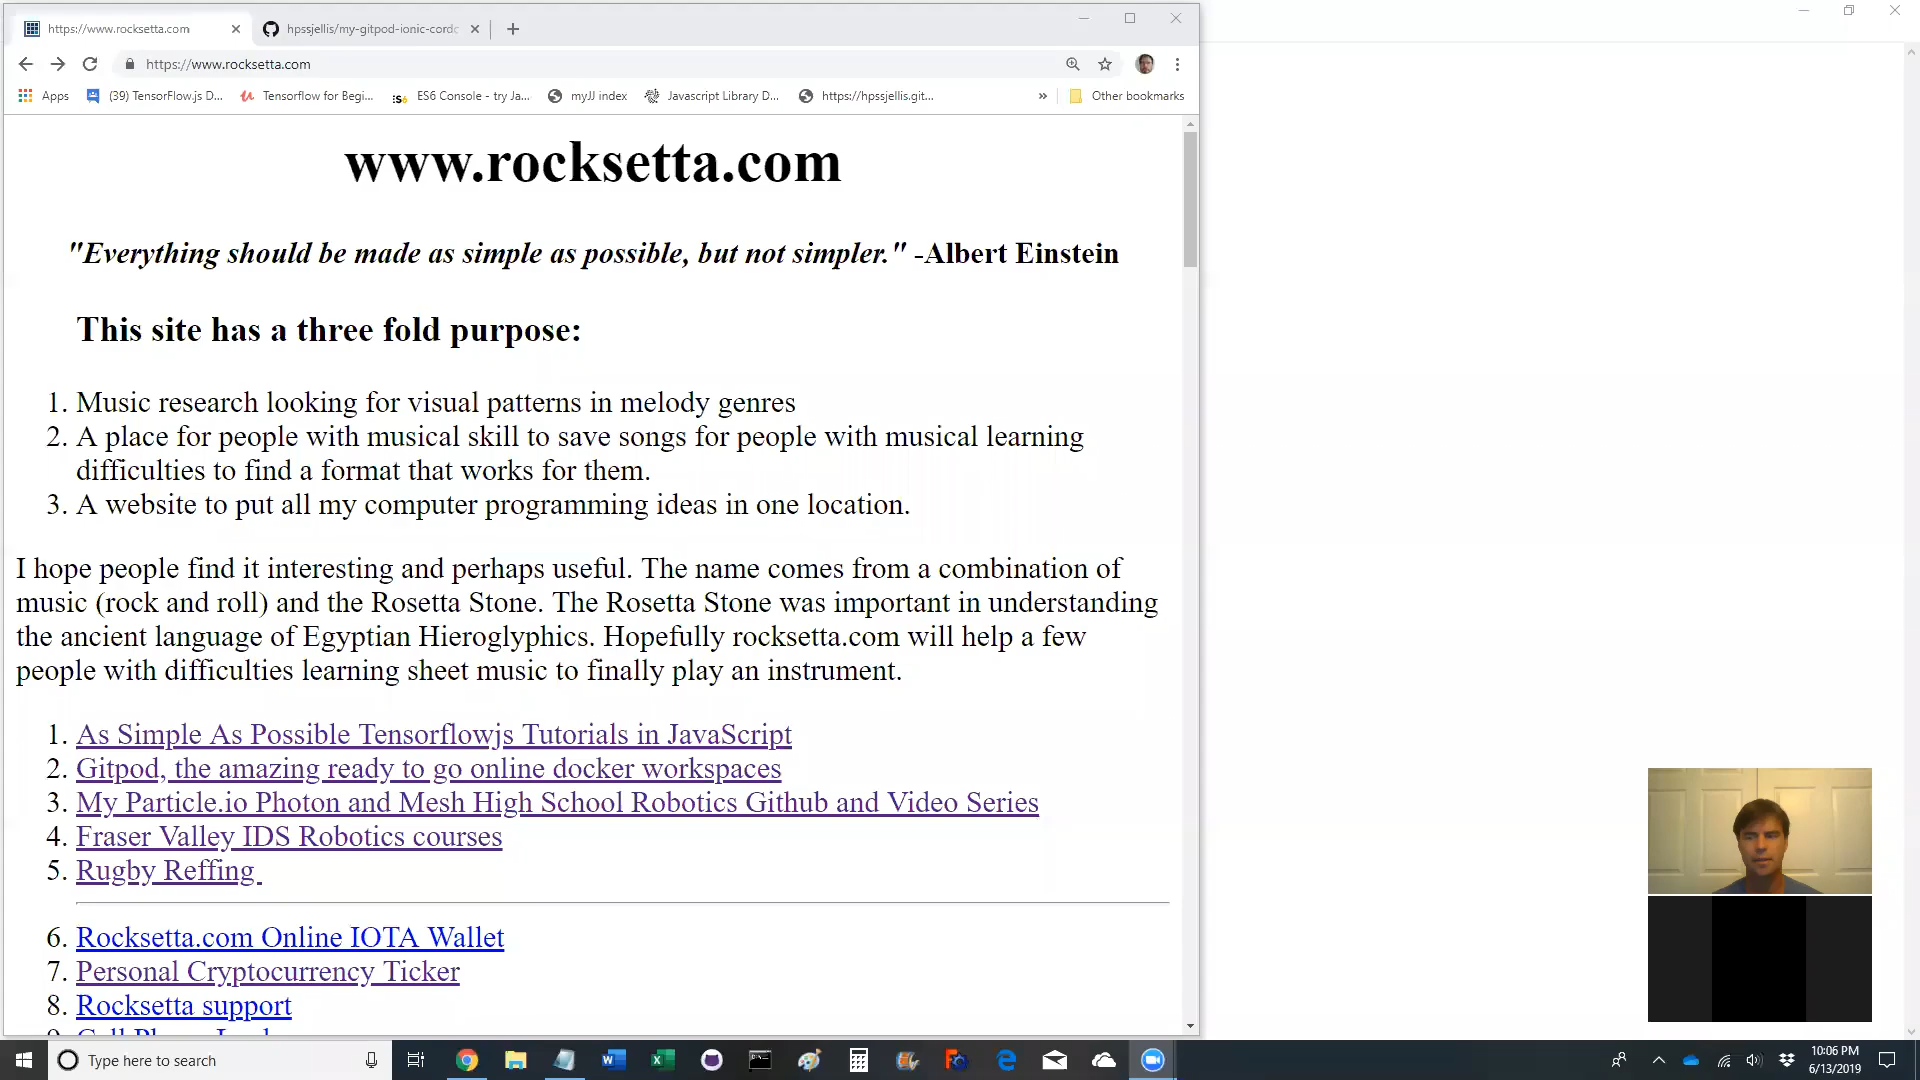 https://www.rocksetta.com
hpssjellis/my-gitpod-ionic-cord
https://www.rocksetta.com
Apps
(39) TensorFlow.js D...
Tensorflow for Begi...
ES6 Console - try Ja...
myJJ index
Javascript Library D...
https://hpssjellis.git...
»
Other bookmarks
www.rocksetta.com
"Everything should be made as simple as possible, but not simpler." -Albert Einstein
This site has a three fold purpose:
1. Music research looking for visual patterns in melody genres
2. A place for people with musical skill to save songs for people with musical learning
difficulties to find a format that works for them.
3. A website to put all my computer programming ideas in one location.
I hope people find it interesting and perhaps useful. The name comes from a combination of
music (rock and roll) and the Rosetta Stone. The Rosetta Stone was important in understanding
the ancient language of Egyptian Hieroglyphics. Hopefully rocksetta.com will help a few
people with difficulties learning sheet music to finally play an instrument.
1. As Simple As Possible Tensorflowjs Tutorials in JavaScript
2. Gitpod, the amazing ready to go online docker workspaces
3. My Particle.io Photon and Mesh High School Robotics Github and Video Series
4. Fraser Valley IDS Robotics courses
5. Rugby Reffing
6. Rocksetta.com Online IOTA Wallet
7. Personal Cryptocurrency Ticker
8. Rocksetta support
Type here to search
10:06 PM
6/13/2019